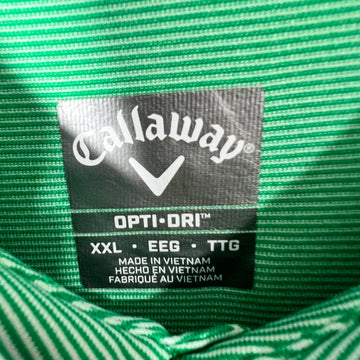 Callaway®
OPTI•DRI™
XXL • EEG • TTG
MADE IN VIETNAM
HECHO EN VIETNAM
FABRIQUÉ AU VIETNAM